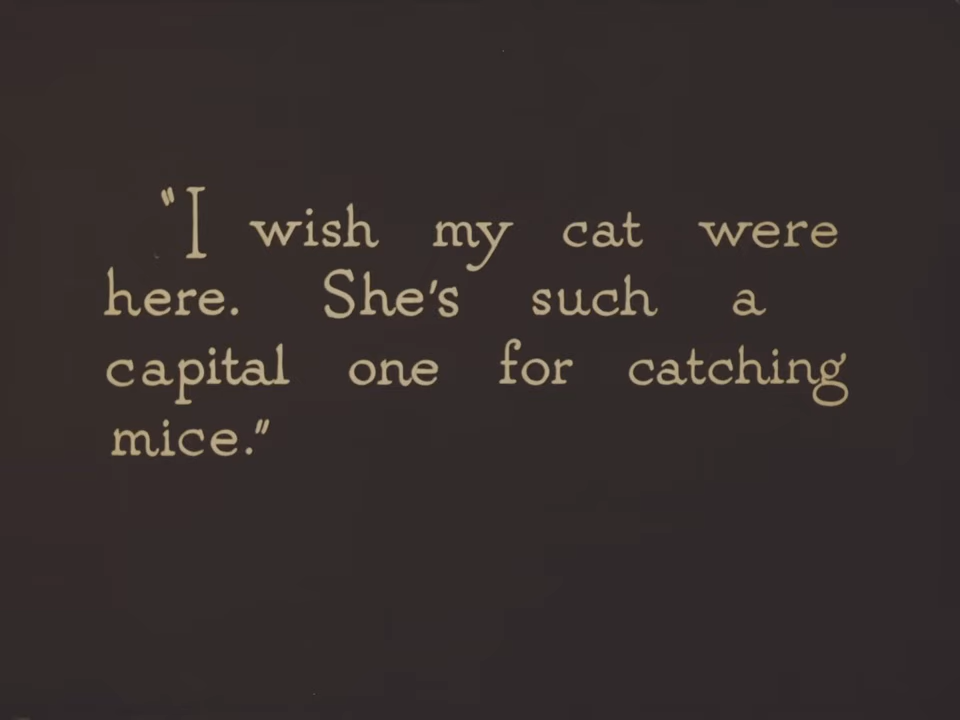 "I wish my cat were
here. She's such a
capital one for catching
mice."